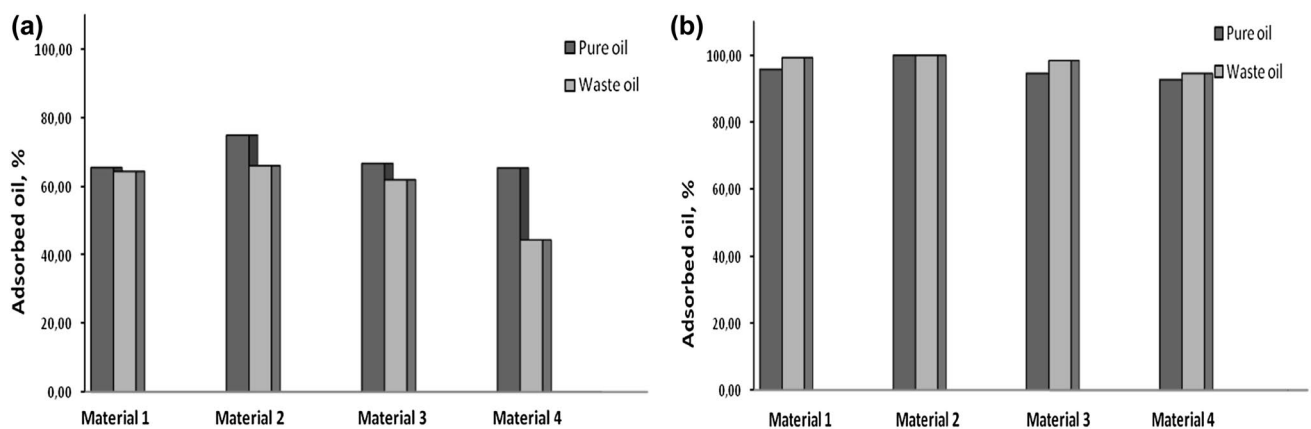 (a)
100,00
80,00
60,00
40,00
20,00
0,00
Adsorbed oil, %
Pure oil
Waste oil
Material 1 Material 2 Material 3 Material 4
(b)
100,00
80,00
60,00
40,00
20,00
0,00
Adsorbed oil, %
Pure oil
Waste oil
Material 1 Material 2 Material 3 Material 4